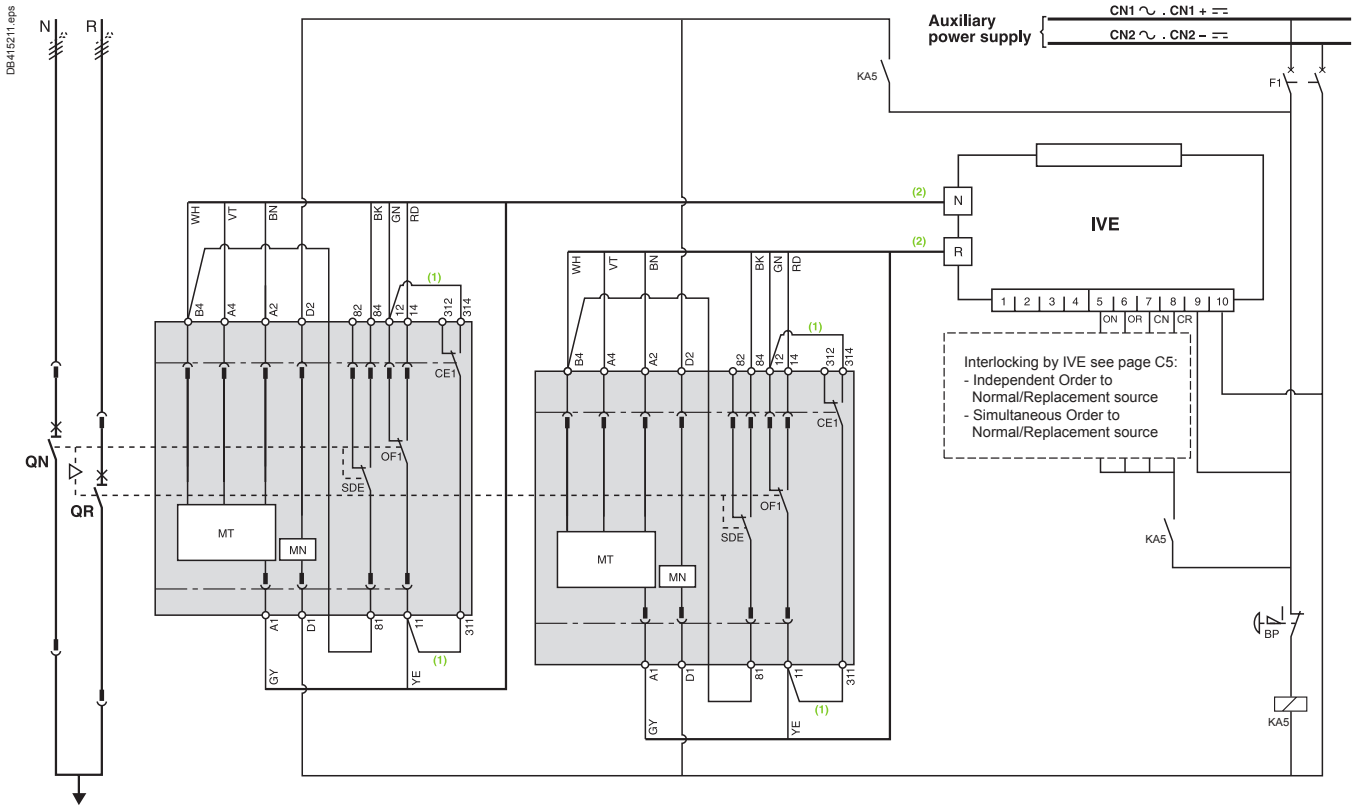 DB415211.eps
N
R
Auxiliary
power supply
CN1 ∿ . CN1 + ⎓
CN2 ∿ . CN2 – ⎓
KA5
F1
(2)
N
IVE
(2)
R
1 2 3 4 5 6 7 8 9 10
ON OR CN CR
Interlocking by IVE see page C5:
- Independent Order to
Normal/Replacement source
- Simultaneous Order to
Normal/Replacement source
KA5
BP
KA5
QN
QR
WH VT BN BK GN RD
(1)
B4 A4 A2 D2 82 84 12 14 312 314
CE1
OF1
SDE
MT
MN
A1 D1 81 11 311
(1)
GY YE
WH VT BN BK GN RD
(1)
B4 A4 A2 D2 82 84 12 14 312 314
CE1
OF1
SDE
MT
MN
A1 D1 81 11 311
(1)
GY YE